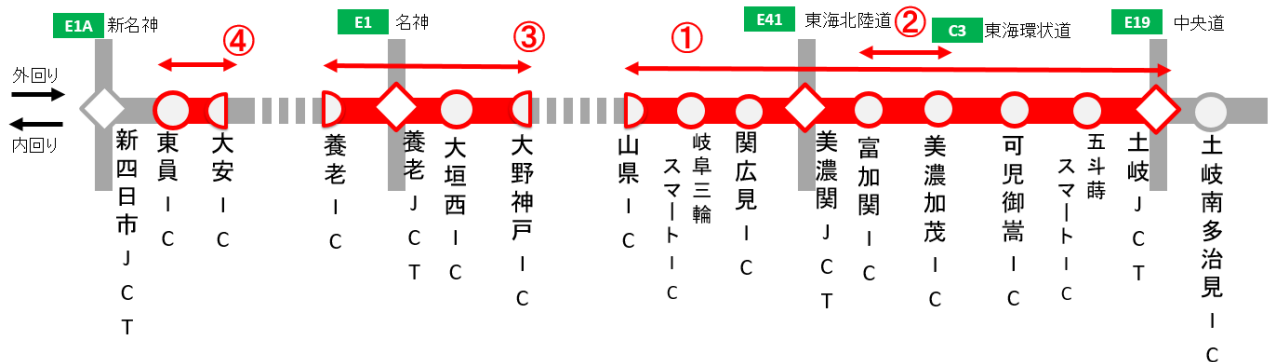 E1A 新名神
E1 名神
E41 東海北陸道
C3 東海環状道
E19 中央道
④
③
①
②
外回り
内回り
新四日市JCT
東員IC
大安IC
養老IC
養老JCT
大垣西IC
大野神戸IC
山県IC
岐阜三輪
スマートIC
関広見IC
美濃関JCT
富加関IC
美濃加茂IC
可児御嵩IC
五斗蒔
スマートIC
土岐JCT
土岐南多治見IC